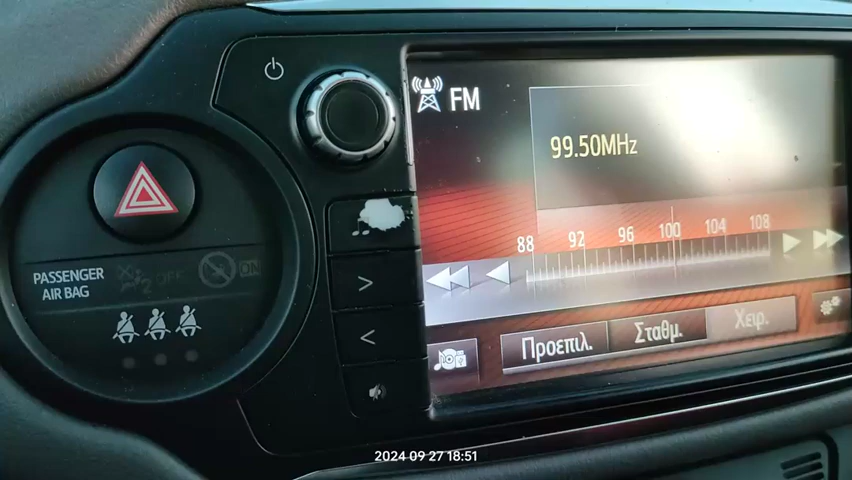 FM
99.50MHz
88 92 96 100 104 108
PASSENGER
AIR BAG
2 OFF
ON
>
<
Προεπιλ. Σταθμ. Χειρ.
2024 09 27 18:51